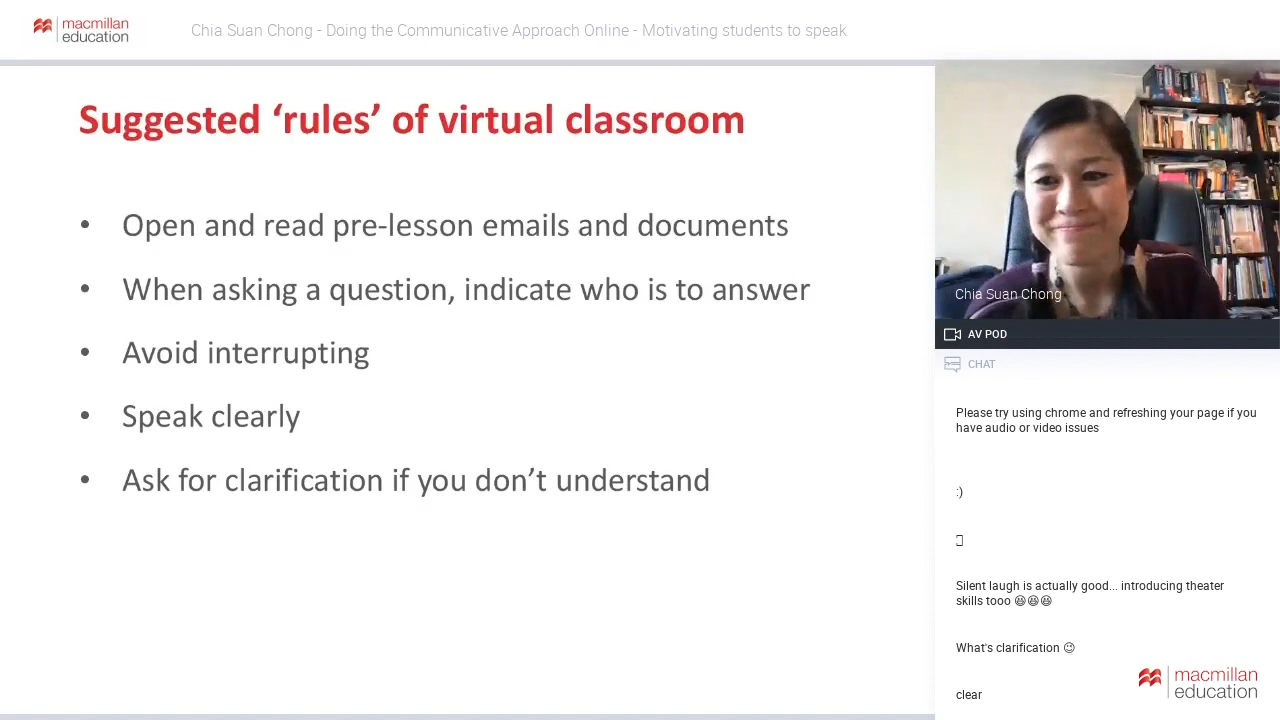 macmillan
education
Chia Suan Chong - Doing the Communicative Approach Online - Motivating students to speak
Suggested ‘rules’ of virtual classroom
• Open and read pre-lesson emails and documents
• When asking a question, indicate who is to answer
• Avoid interrupting
• Speak clearly
• Ask for clarification if you don’t understand
Chia Suan Chong
AV POD
CHAT
Please try using chrome and refreshing your page if you
have audio or video issues
:)
Silent laugh is actually good... introducing theater
skills tooo 😆😆😆
What's clarification 😉
clear
macmillan
education